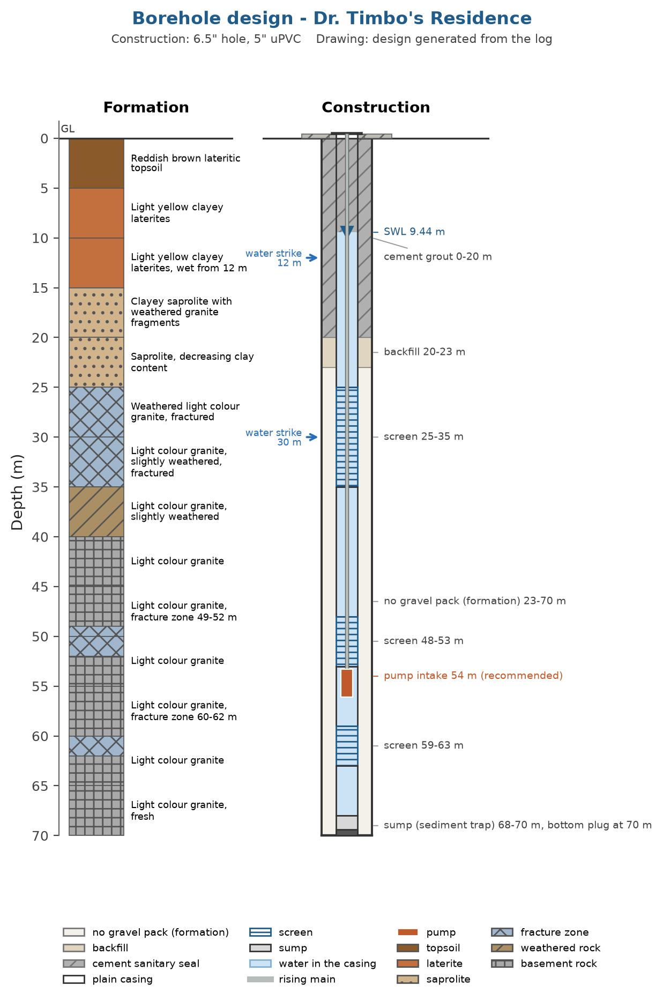 Borehole design - Dr. Timbo's Residence
Construction: 6.5" hole, 5" uPVC    Drawing: design generated from the log
Formation
Construction
GL
0
5
10
15
20
25
30
35
40
45
50
55
60
65
70
Depth (m)
Reddish brown lateritic
topsoil
Light yellow clayey
laterites
Light yellow clayey
laterites, wet from 12 m
Clayey saprolite with
weathered granite
fragments
Saprolite, decreasing clay
content
Weathered light colour
granite, fractured
Light colour granite,
slightly weathered,
fractured
Light colour granite,
slightly weathered
Light colour granite
Light colour granite,
fracture zone 49-52 m
Light colour granite
Light colour granite,
fracture zone 60-62 m
Light colour granite
Light colour granite,
fresh
water strike
12 m
water strike
30 m
SWL 9.44 m
cement grout 0-20 m
backfill 20-23 m
screen 25-35 m
no gravel pack (formation) 23-70 m
screen 48-53 m
pump intake 54 m (recommended)
screen 59-63 m
sump (sediment trap) 68-70 m, bottom plug at 70 m
no gravel pack (formation)
backfill
cement sanitary seal
plain casing
screen
sump
water in the casing
rising main
pump
topsoil
laterite
saprolite
fracture zone
weathered rock
basement rock